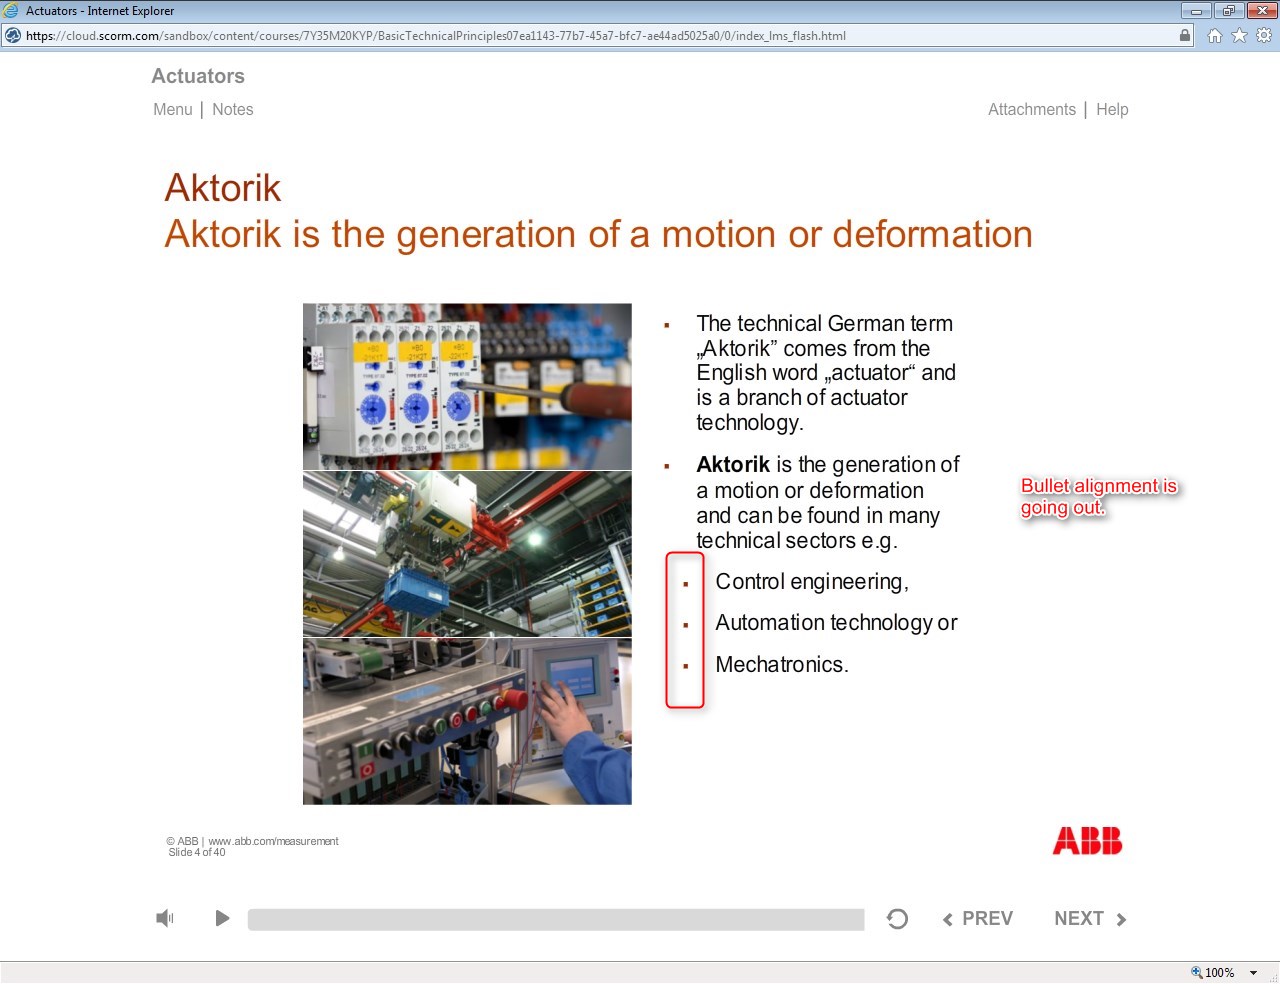 Actuators - Internet Explorer
https://cloud.scorm.com/sandbox/content/courses/7Y35M20KYP/BasicTechnicalPrinciples07ea1143-77b7-45a7-bfc7-ae44ad5025a0/0/index_lms_flash.html
Actuators
Menu | Notes
Attachments | Help
Aktorik
Aktorik is the generation of a motion or deformation
▪ The technical German term
„Aktorik” comes from the
English word „actuator“ and
is a branch of actuator
technology.
▪ Aktorik is the generation of
a motion or deformation
and can be found in many
technical sectors e.g.
▪ Control engineering,
▪ Automation technology or
▪ Mechatronics.
Bullet alignment is
going out.
© ABB | www.abb.com/measurement
Slide 4 of 40
ABB
PREV
NEXT
100%